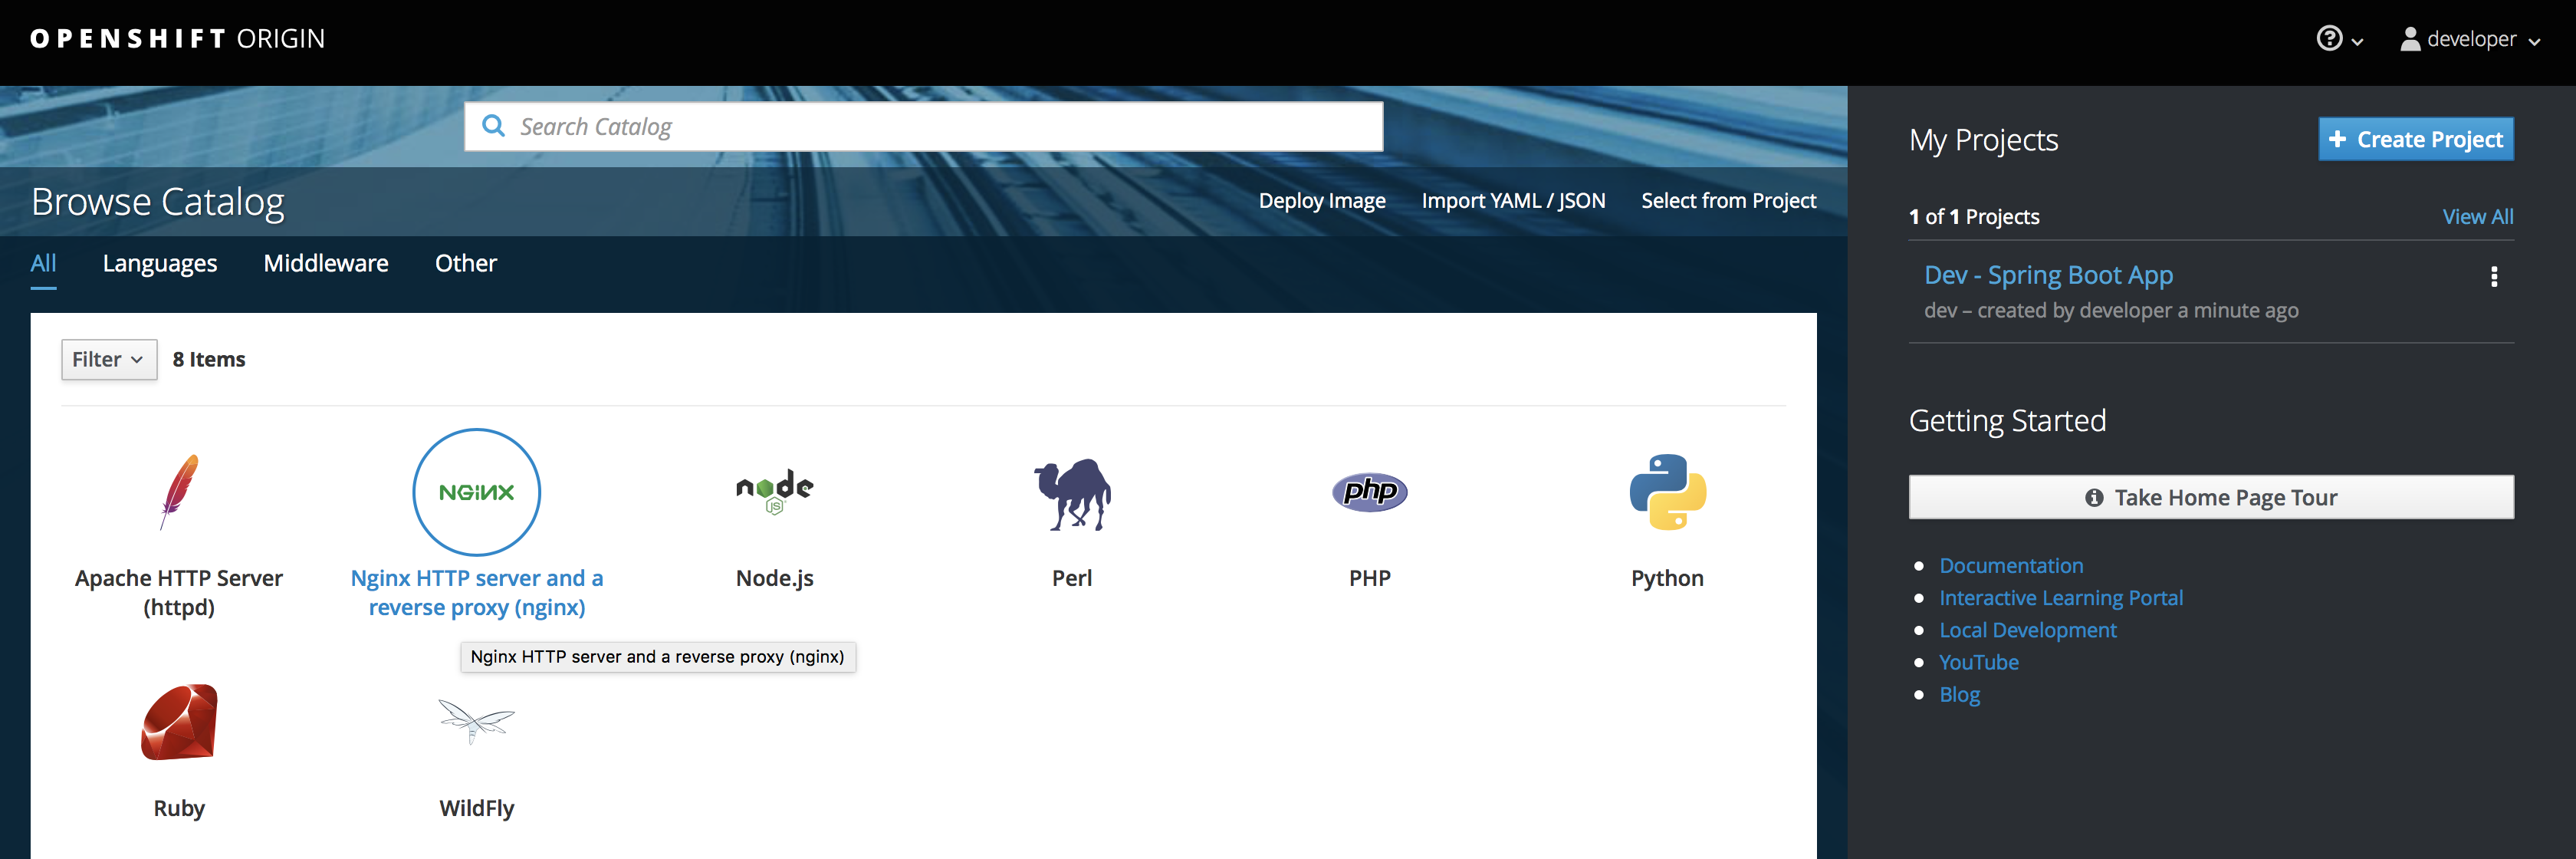 OPENSHIFT ORIGIN
developer
Search Catalog
Browse Catalog
Deploy Image
Import YAML / JSON
Select from Project
All
Languages
Middleware
Other
Filter
8 Items
NGINX
node
JS
php
Apache HTTP Server
(httpd)
Nginx HTTP server and a
reverse proxy (nginx)
Node.js
Perl
PHP
Python
Nginx HTTP server and a reverse proxy (nginx)
Ruby
WildFly
My Projects
Create Project
1 of 1 Projects
View All
Dev - Spring Boot App
dev – created by developer a minute ago
Getting Started
Take Home Page Tour
Documentation
Interactive Learning Portal
Local Development
YouTube
Blog